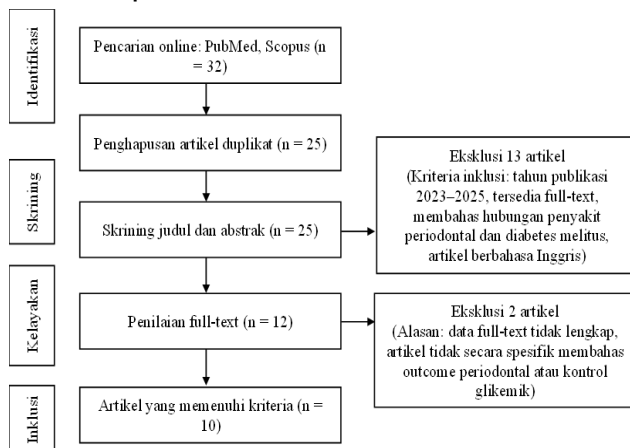 Identifikasi
Pencarian online: PubMed, Scopus (n
= 32)
Penghapusan artikel duplikat (n = 25)
Skrining
Skrining judul dan abstrak (n = 25)
Eksklusi 13 artikel
(Kriteria inklusi: tahun publikasi
2023–2025, tersedia full-text,
membahas hubungan penyakit
periodontal dan diabetes melitus,
artikel berbahasa Inggris)
Kelayakan
Penilaian full-text (n = 12)
Eksklusi 2 artikel
(Alasan: data full-text tidak lengkap,
artikel tidak secara spesifik membahas
outcome periodontal atau kontrol
glikemik)
Inklusi
Artikel yang memenuhi kriteria (n =
10)